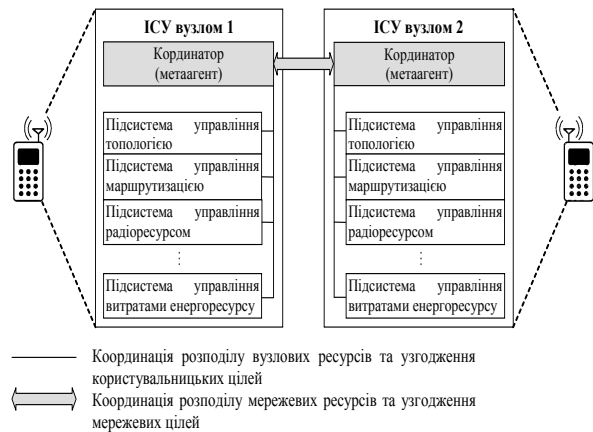 ІСУ вузлом 1
Кординатор
(метаагент)
Підсистема управління
топологією
Підсистема управління
маршрутизацією
Підсистема управління
радіоресурсом
⋮
Підсистема управління
витратами енергоресурсу
ІСУ вузлом 2
Кординатор
(метаагент)
Підсистема управління
топологією
Підсистема управління
маршрутизацією
Підсистема управління
радіоресурсом
⋮
Підсистема управління
витратами енергоресурсу
Координація розподілу вузлових ресурсів та узгодження
користувальницьких цілей
Координація розподілу мережевих ресурсів та узгодження
мережевих цілей